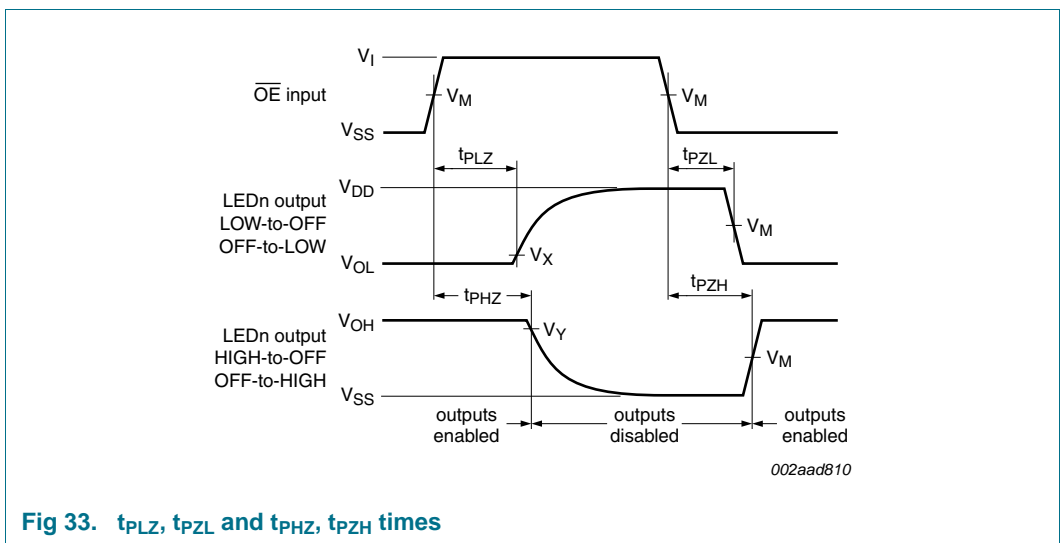 V_I
OE input
V_M
V_M
V_SS
t_PLZ
t_PZL
V_DD
LEDn output
LOW-to-OFF
OFF-to-LOW
V_M
V_X
V_OL
t_PHZ
t_PZH
V_OH
V_Y
LEDn output
HIGH-to-OFF
OFF-to-HIGH
V_M
V_SS
outputs
enabled
outputs
disabled
outputs
enabled
002aad810
Fig 33. t_PLZ, t_PZL and t_PHZ, t_PZH times